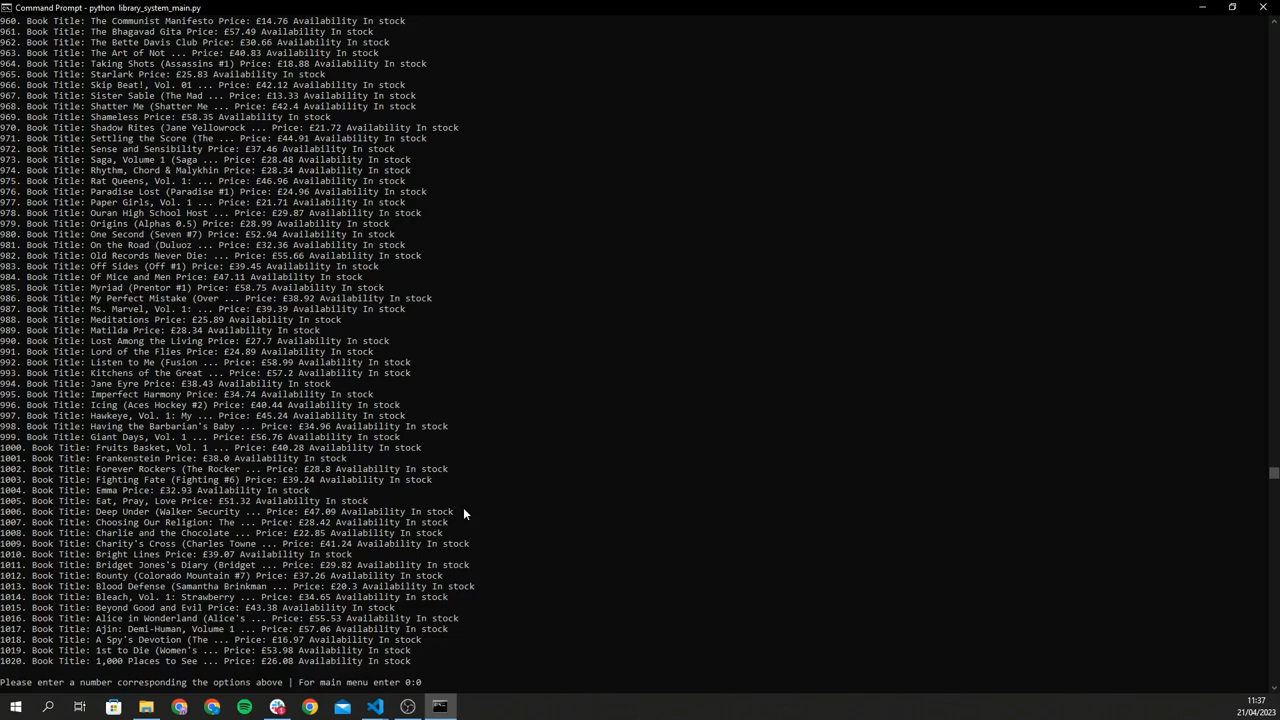 Command Prompt - python  library_system_main.py
960. Book Title: The Communist Manifesto Price: £14.76 Availability In stock
961. Book Title: The Bhagavad Gita Price: £57.49 Availability In stock
962. Book Title: The Bette Davis Club Price: £30.66 Availability In stock
963. Book Title: The Art of Not ... Price: £40.83 Availability In stock
964. Book Title: Taking Shots (Assassins #1) Price: £18.88 Availability In stock
965. Book Title: Starlark Price: £25.83 Availability In stock
966. Book Title: Skip Beat!, Vol. 01 ... Price: £42.12 Availability In stock
967. Book Title: Sister Sable (The Mad ... Price: £13.33 Availability In stock
968. Book Title: Shatter Me (Shatter Me ... Price: £42.4 Availability In stock
969. Book Title: Shameless Price: £58.35 Availability In stock
970. Book Title: Shadow Rites (Jane Yellowrock ... Price: £21.72 Availability In stock
971. Book Title: Settling the Score (The ... Price: £44.91 Availability In stock
972. Book Title: Sense and Sensibility Price: £37.46 Availability In stock
973. Book Title: Saga, Volume 1 (Saga ... Price: £28.48 Availability In stock
974. Book Title: Rhythm, Chord & Malykhin Price: £28.34 Availability In stock
975. Book Title: Rat Queens, Vol. 1: ... Price: £46.96 Availability In stock
976. Book Title: Paradise Lost (Paradise #1) Price: £24.96 Availability In stock
977. Book Title: Paper Girls, Vol. 1 ... Price: £21.71 Availability In stock
978. Book Title: Ouran High School Host ... Price: £29.87 Availability In stock
979. Book Title: Origins (Alphas 0.5) Price: £28.99 Availability In stock
980. Book Title: One Second (Seven #7) Price: £52.94 Availability In stock
981. Book Title: On the Road (Duluoz ... Price: £32.36 Availability In stock
982. Book Title: Old Records Never Die: ... Price: £55.66 Availability In stock
983. Book Title: Off Sides (Off #1) Price: £39.45 Availability In stock
984. Book Title: Of Mice and Men Price: £47.11 Availability In stock
985. Book Title: Myriad (Prentor #1) Price: £58.75 Availability In stock
986. Book Title: My Perfect Mistake (Over ... Price: £38.92 Availability In stock
987. Book Title: Ms. Marvel, Vol. 1: ... Price: £39.39 Availability In stock
988. Book Title: Meditations Price: £25.89 Availability In stock
989. Book Title: Matilda Price: £28.34 Availability In stock
990. Book Title: Lost Among the Living Price: £27.7 Availability In stock
991. Book Title: Lord of the Flies Price: £24.89 Availability In stock
992. Book Title: Listen to Me (Fusion ... Price: £58.99 Availability In stock
993. Book Title: Kitchens of the Great ... Price: £57.2 Availability In stock
994. Book Title: Jane Eyre Price: £38.43 Availability In stock
995. Book Title: Imperfect Harmony Price: £34.74 Availability In stock
996. Book Title: Icing (Aces Hockey #2) Price: £40.44 Availability In stock
997. Book Title: Hawkeye, Vol. 1: My ... Price: £45.24 Availability In stock
998. Book Title: Having the Barbarian's Baby ... Price: £34.96 Availability In stock
999. Book Title: Giant Days, Vol. 1 ... Price: £56.76 Availability In stock
1000. Book Title: Fruits Basket, Vol. 1 ... Price: £40.28 Availability In stock
1001. Book Title: Frankenstein Price: £38.0 Availability In stock
1002. Book Title: Forever Rockers (The Rocker ... Price: £28.8 Availability In stock
1003. Book Title: Fighting Fate (Fighting #6) Price: £39.24 Availability In stock
1004. Book Title: Emma Price: £32.93 Availability In stock
1005. Book Title: Eat, Pray, Love Price: £51.32 Availability In stock
1006. Book Title: Deep Under (Walker Security ... Price: £47.09 Availability In stock
1007. Book Title: Choosing Our Religion: The ... Price: £28.42 Availability In stock
1008. Book Title: Charlie and the Chocolate ... Price: £22.85 Availability In stock
1009. Book Title: Charity's Cross (Charles Towne ... Price: £41.24 Availability In stock
1010. Book Title: Bright Lines Price: £39.07 Availability In stock
1011. Book Title: Bridget Jones's Diary (Bridget ... Price: £29.82 Availability In stock
1012. Book Title: Bounty (Colorado Mountain #7) Price: £37.26 Availability In stock
1013. Book Title: Blood Defense (Samantha Brinkman ... Price: £20.3 Availability In stock
1014. Book Title: Bleach, Vol. 1: Strawberry ... Price: £34.65 Availability In stock
1015. Book Title: Beyond Good and Evil Price: £43.38 Availability In stock
1016. Book Title: Alice in Wonderland (Alice's ... Price: £55.53 Availability In stock
1017. Book Title: Ajin: Demi-Human, Volume 1 ... Price: £57.06 Availability In stock
1018. Book Title: A Spy's Devotion (The ... Price: £16.97 Availability In stock
1019. Book Title: 1st to Die (Women's ... Price: £53.98 Availability In stock
1020. Book Title: 1,000 Places to See ... Price: £26.08 Availability In stock
Please enter a number corresponding the options above | For main menu enter 0:0
11:37
21/04/2023